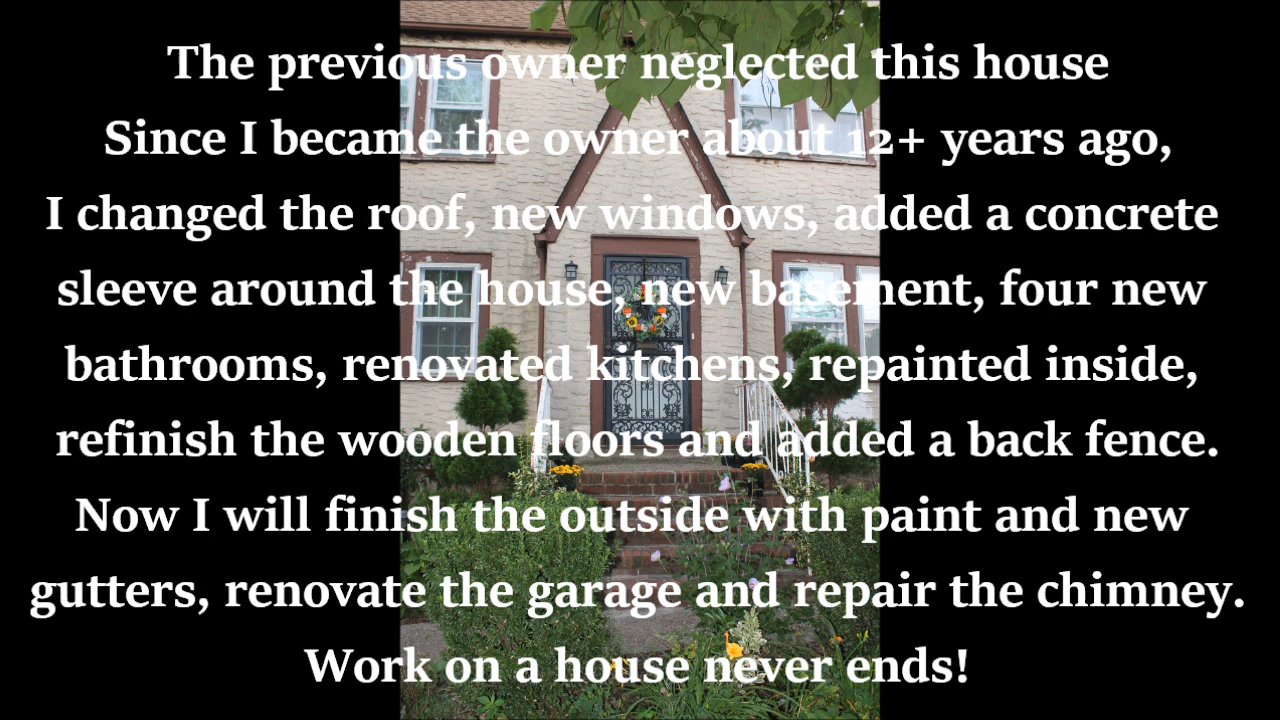 The previous owner neglected this house
Since I became the owner about 12+ years ago,
I changed the roof, new windows, added a concrete
sleeve around the house, new basement, four new
bathrooms, renovated kitchens, repainted inside,
refinish the wooden floors and added a back fence.
Now I will finish the outside with paint and new
gutters, renovate the garage and repair the chimney.
Work on a house never ends!